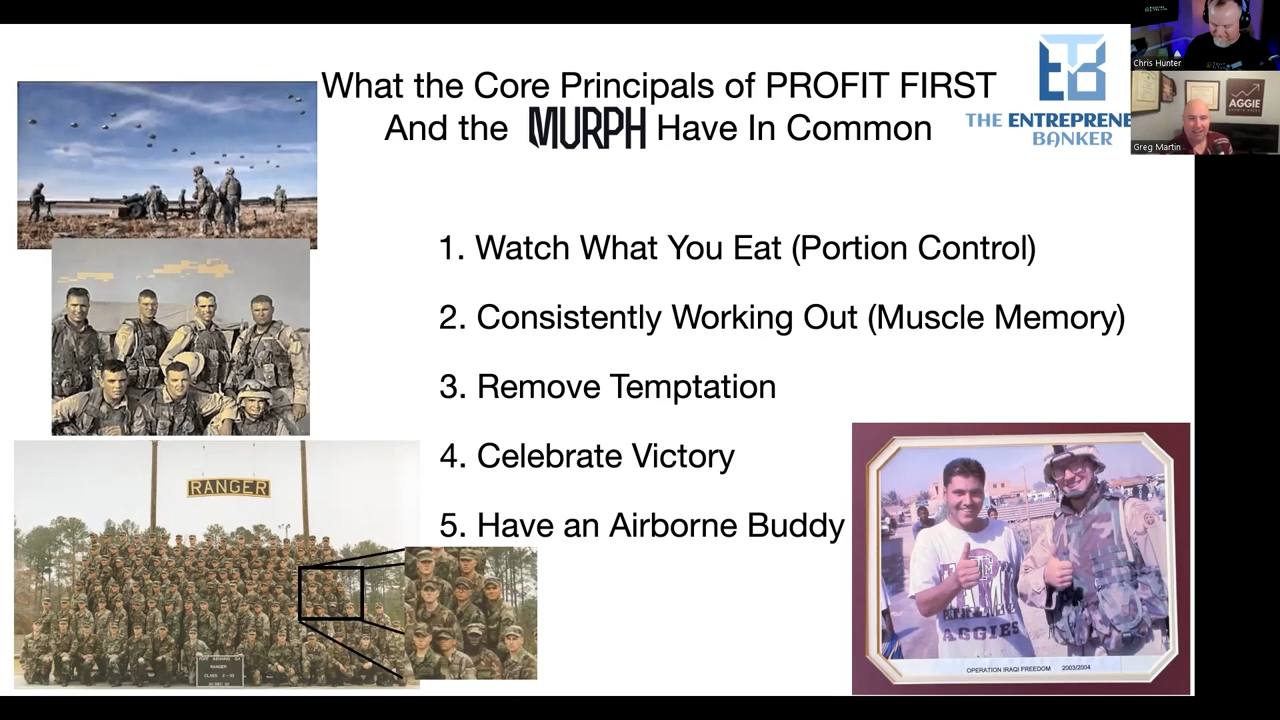 What the Core Principals of PROFIT FIRST
And the MURPH Have In Common
THE ENTREPRENE
BANKER
Chris Hunter
AGGIE
Greg Martin
1. Watch What You Eat (Portion Control)
2. Consistently Working Out (Muscle Memory)
3. Remove Temptation
4. Celebrate Victory
5. Have an Airborne Buddy
RANGER
RANGER
AGGIES
OPERATION IRAQI FREEDOM 2003/2004